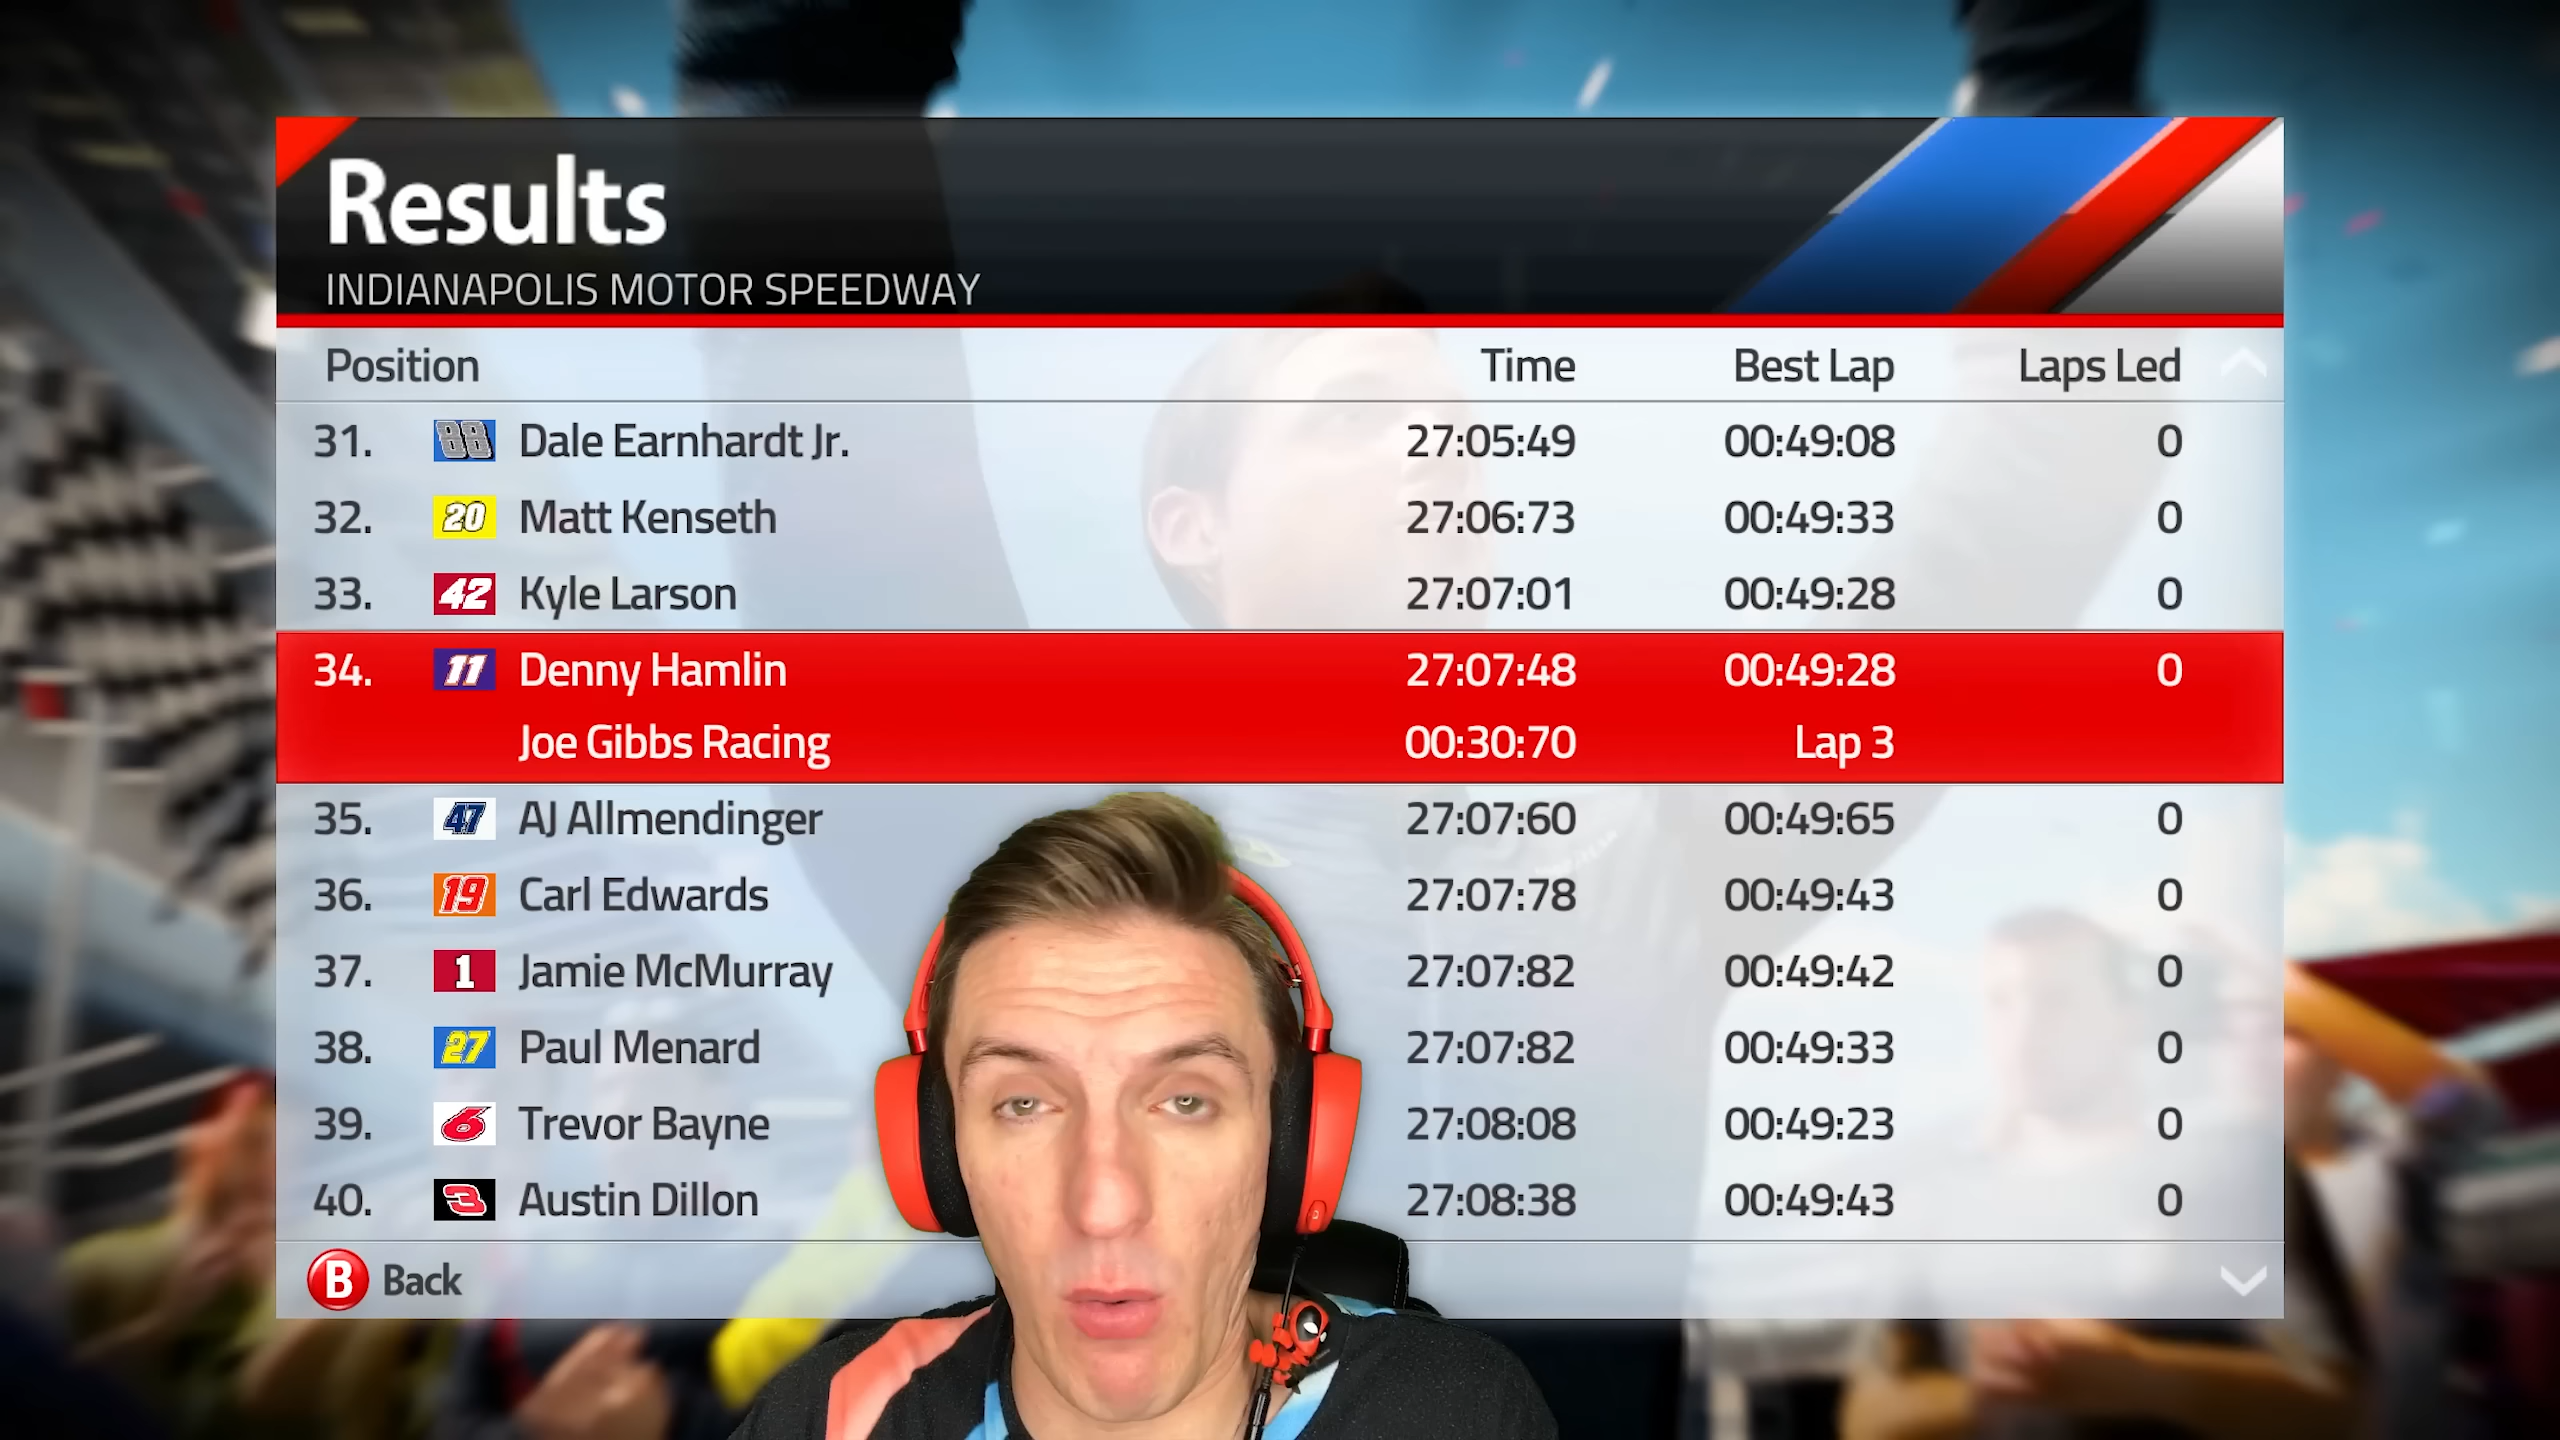 Results
INDIANAPOLIS MOTOR SPEEDWAY
Position Time Best Lap Laps Led
31. 88 Dale Earnhardt Jr. 27:05:49 00:49:08 0
32. 20 Matt Kenseth 27:06:73 00:49:33 0
33. 42 Kyle Larson 27:07:01 00:49:28 0
34. 11 Denny Hamlin 27:07:48 00:49:28 0
Joe Gibbs Racing 00:30:70 Lap 3
35. 47 AJ Allmendinger 27:07:60 00:49:65 0
36. 19 Carl Edwards 27:07:78 00:49:43 0
37. 1 Jamie McMurray 27:07:82 00:49:42 0
38. 27 Paul Menard 27:07:82 00:49:33 0
39. 6 Trevor Bayne 27:08:08 00:49:23 0
40. 3 Austin Dillon 27:08:38 00:49:43 0
B Back